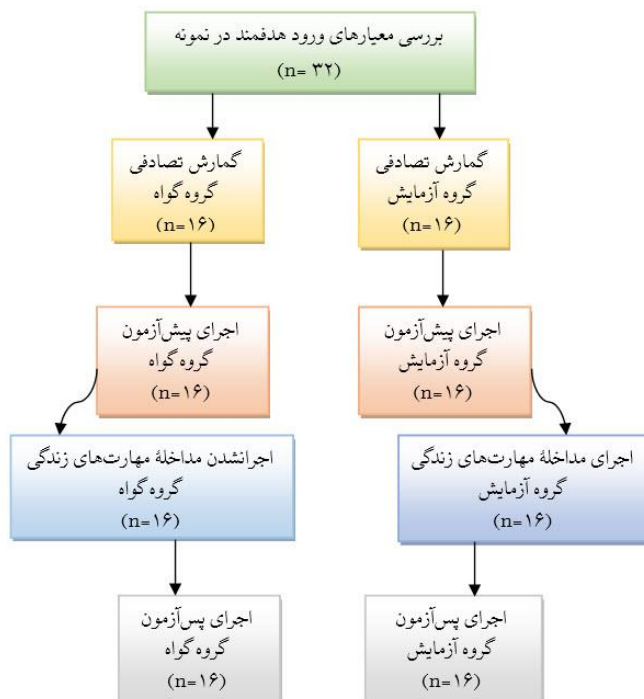 بررسی معیارهای ورود هدفمند در نمونه
(n= ۳۲)
گمارش تصادفی
گروه آزمایش
(n=۱۶)
گمارش تصادفی
گروه گواه
(n=۱۶)
اجرای پیش‌آزمون
گروه آزمایش
(n=۱۶)
اجرای پیش‌آزمون
گروه گواه
(n=۱۶)
اجرای مداخلهٔ مهارت‌های زندگی
گروه آزمایش
(n=۱۶)
اجرانشدن مداخلهٔ مهارت‌های زندگی
گروه گواه
(n=۱۶)
اجرای پس‌آزمون
گروه آزمایش
(n=۱۶)
اجرای پس‌آزمون
گروه گواه
(n=۱۶)